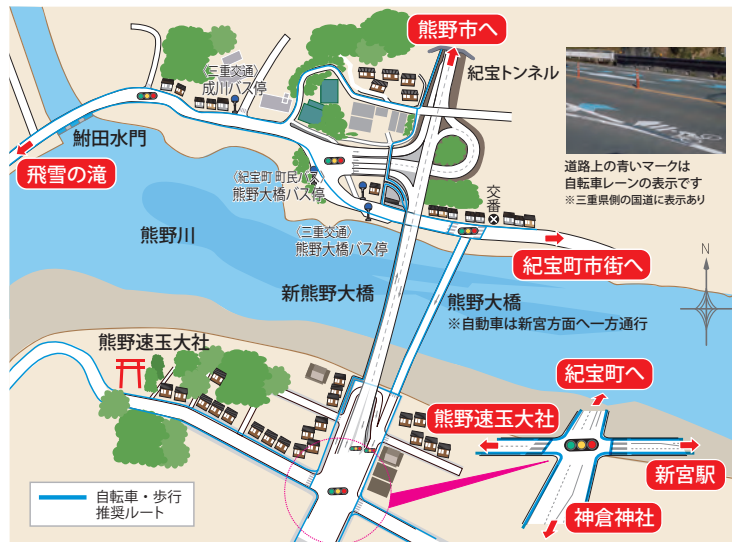 熊野市へ
紀宝トンネル
〈三重交通〉
成川バス停
鮒田水門
飛雪の滝
道路上の青いマークは
自転車レーンの表示です
※三重県側の国道に表示あり
〈紀宝町 町民バス〉
熊野大橋バス停
交番
〈三重交通〉
熊野大橋バス停
熊野川
紀宝町市街へ
N
新熊野大橋
熊野大橋
※自動車は新宮方面へ一方通行
熊野速玉大社
紀宝町へ
熊野速玉大社
新宮駅
神倉神社
自転車・歩行
推奨ルート